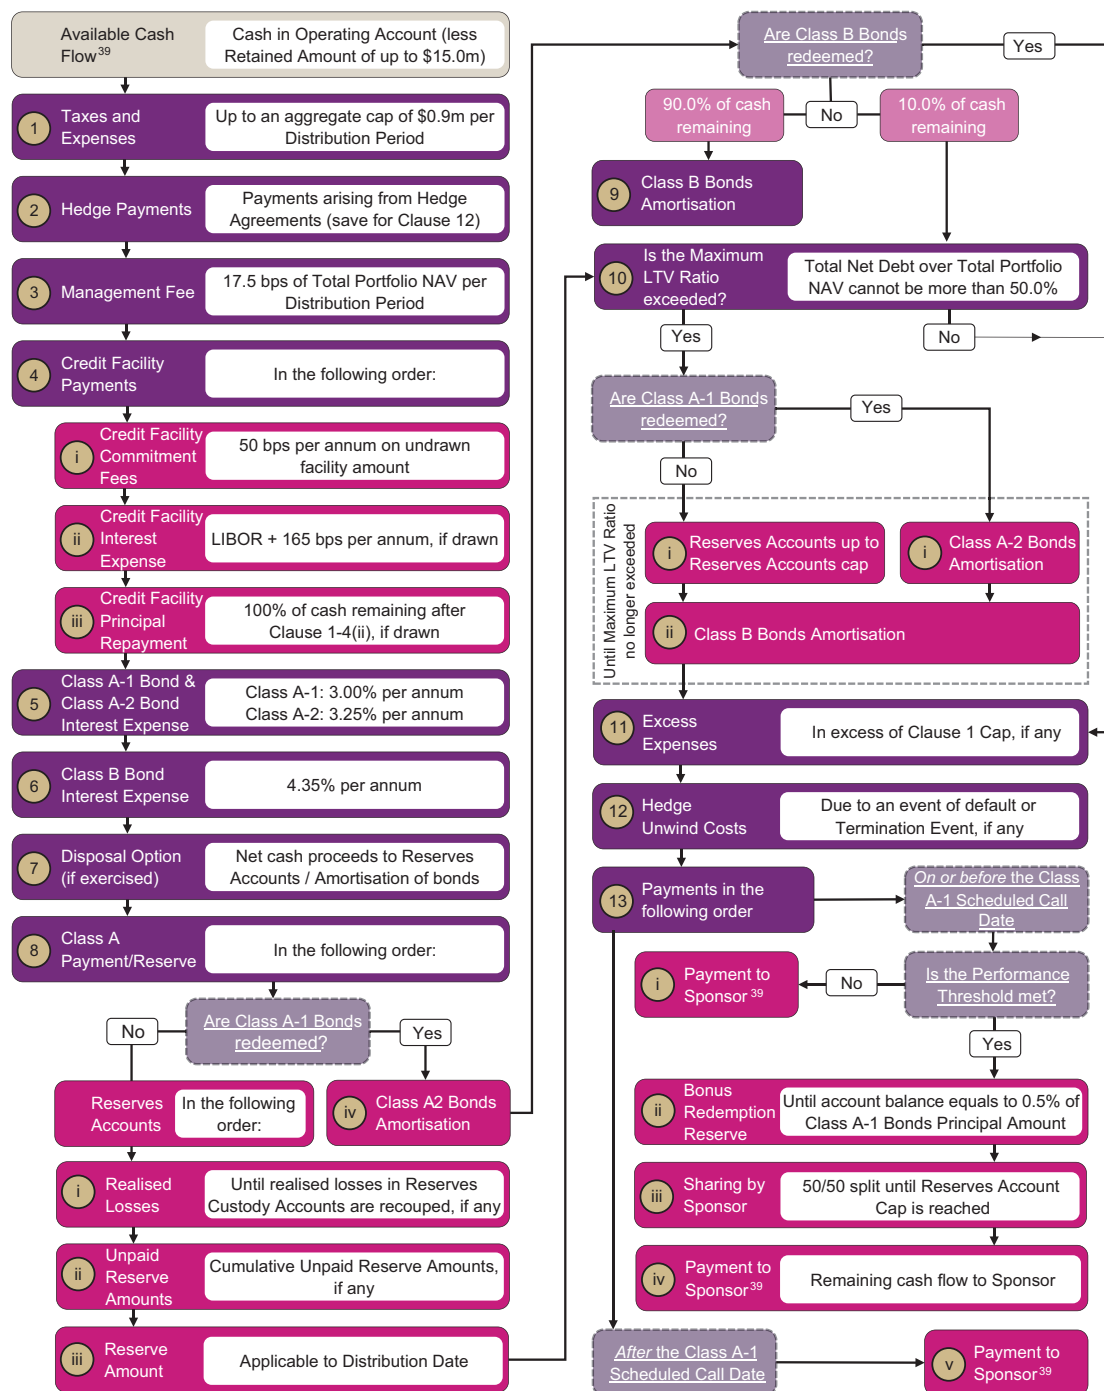 Available Cash
Flow39
Cash in Operating Account (less
Retained Amount of up to $15.0m)
1
Taxes and
Expenses
Up to an aggregate cap of $0.9m per
Distribution Period
2
Hedge Payments
Payments arising from Hedge
Agreements (save for Clause 12)
3
Management Fee
17.5 bps of Total Portfolio NAV per
Distribution Period
4
Credit Facility
Payments
In the following order:
i
Credit Facility
Commitment
Fees
50 bps per annum on undrawn
facility amount
ii
Credit Facility
Interest
Expense
LIBOR + 165 bps per annum, if drawn
iii
Credit Facility
Principal
Repayment
100% of cash remaining after
Clause 1-4(ii), if drawn
5
Class A-1 Bond &
Class A-2 Bond
Interest Expense
Class A-1: 3.00% per annum
Class A-2: 3.25% per annum
6
Class B Bond
Interest Expense
4.35% per annum
7
Disposal Option
(if exercised)
Net cash proceeds to Reserves
Accounts / Amortisation of bonds
8
Class A
Payment/Reserve
In the following order:
Are Class A-1 Bonds
redeemed?
No
Yes
Reserves
Accounts
In the following
order:
iv
Class A2 Bonds
Amortisation
i
Realised
Losses
Until realised losses in Reserves
Custody Accounts are recouped, if any
ii
Unpaid
Reserve
Amounts
Cumulative Unpaid Reserve Amounts,
if any
iii
Reserve
Amount
Applicable to Distribution Date
Are Class B Bonds
redeemed?
Yes
90.0% of cash
remaining
No
10.0% of cash
remaining
9
Class B Bonds
Amortisation
10
Is the Maximum
LTV Ratio
exceeded?
Total Net Debt over Total Portfolio
NAV cannot be more than 50.0%
Yes
No
Are Class A-1 Bonds
redeemed?
Yes
No
Until Maximum LTV Ratio
no longer exceeded
i
Reserves Accounts up to
Reserves Accounts cap
i
Class A-2 Bonds
Amortisation
ii
Class B Bonds Amortisation
11
Excess
Expenses
In excess of Clause 1 Cap, if any
12
Hedge
Unwind Costs
Due to an event of default or
Termination Event, if any
13
Payments in the
following order
On or before the Class
A-1 Scheduled Call
Date
i
Payment to
Sponsor 39
No
Is the Performance
Threshold met?
Yes
ii
Bonus
Redemption
Reserve
Until account balance equals to 0.5% of
Class A-1 Bonds Principal Amount
iii
Sharing by
Sponsor
50/50 split until Reserves Account
Cap is reached
iv
Payment to
Sponsor39
Remaining cash flow to Sponsor
After the Class A-1
Scheduled Call Date
v
Payment to
Sponsor39